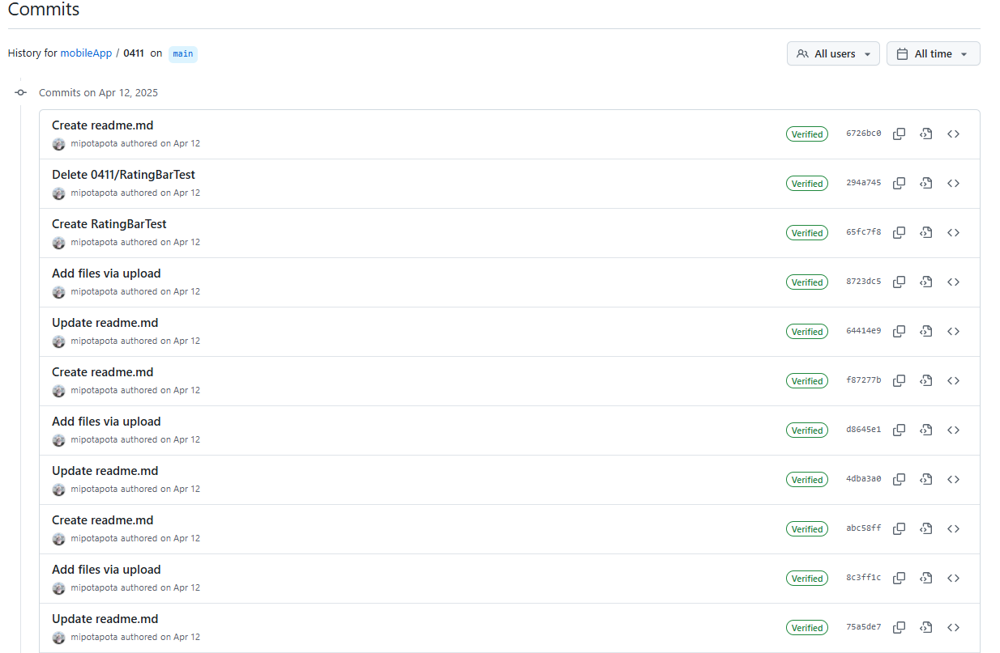 Commits
History for mobileApp / 0411 on main
All users
All time
Commits on Apr 12, 2025
Create readme.md
mipotapota authored on Apr 12
Verified
6726bc0
Delete 0411/RatingBarTest
mipotapota authored on Apr 12
Verified
294a745
Create RatingBarTest
mipotapota authored on Apr 12
Verified
65fc7f8
Add files via upload
mipotapota authored on Apr 12
Verified
8723dc5
Update readme.md
mipotapota authored on Apr 12
Verified
64414e9
Create readme.md
mipotapota authored on Apr 12
Verified
f87277b
Add files via upload
mipotapota authored on Apr 12
Verified
d8645e1
Update readme.md
mipotapota authored on Apr 12
Verified
4dba3a0
Create readme.md
mipotapota authored on Apr 12
Verified
abc58ff
Add files via upload
mipotapota authored on Apr 12
Verified
8c3ff1c
Update readme.md
mipotapota authored on Apr 12
Verified
75a5de7